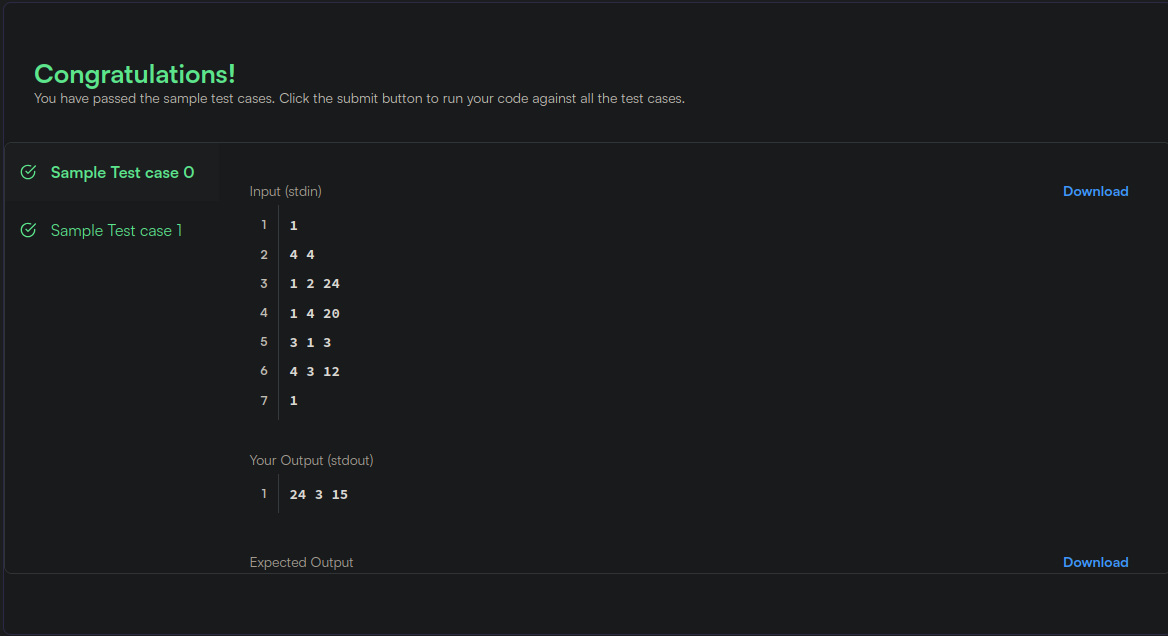 Congratulations!
You have passed the sample test cases. Click the submit button to run your code against all the test cases.
Sample Test case 0
Sample Test case 1
Input (stdin)
Download
1 1
2 4 4
3 1 2 24
4 1 4 20
5 3 1 3
6 4 3 12
7 1
Your Output (stdout)
1 24 3 15
Expected Output
Download